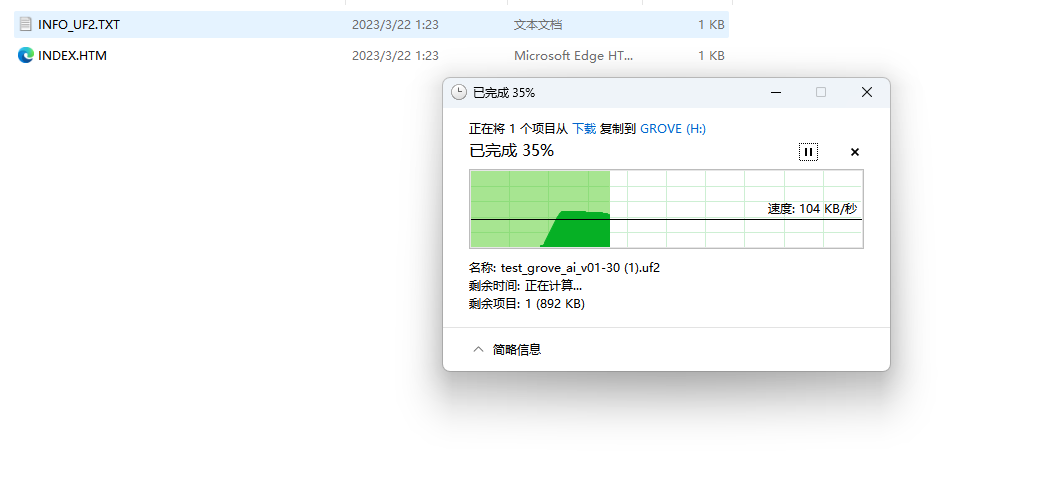 INFO_UF2.TXT 2023/3/22 1:23 文本文档 1 KB
INDEX.HTM 2023/3/22 1:23 Microsoft Edge HT... 1 KB
已完成 35%
正在将 1 个项目从 下载 复制到 GROVE (H:)
已完成 35%
速度: 104 KB/秒
名称: test_grove_ai_v01-30 (1).uf2
剩余时间: 正在计算...
剩余项目: 1 (892 KB)
简略信息